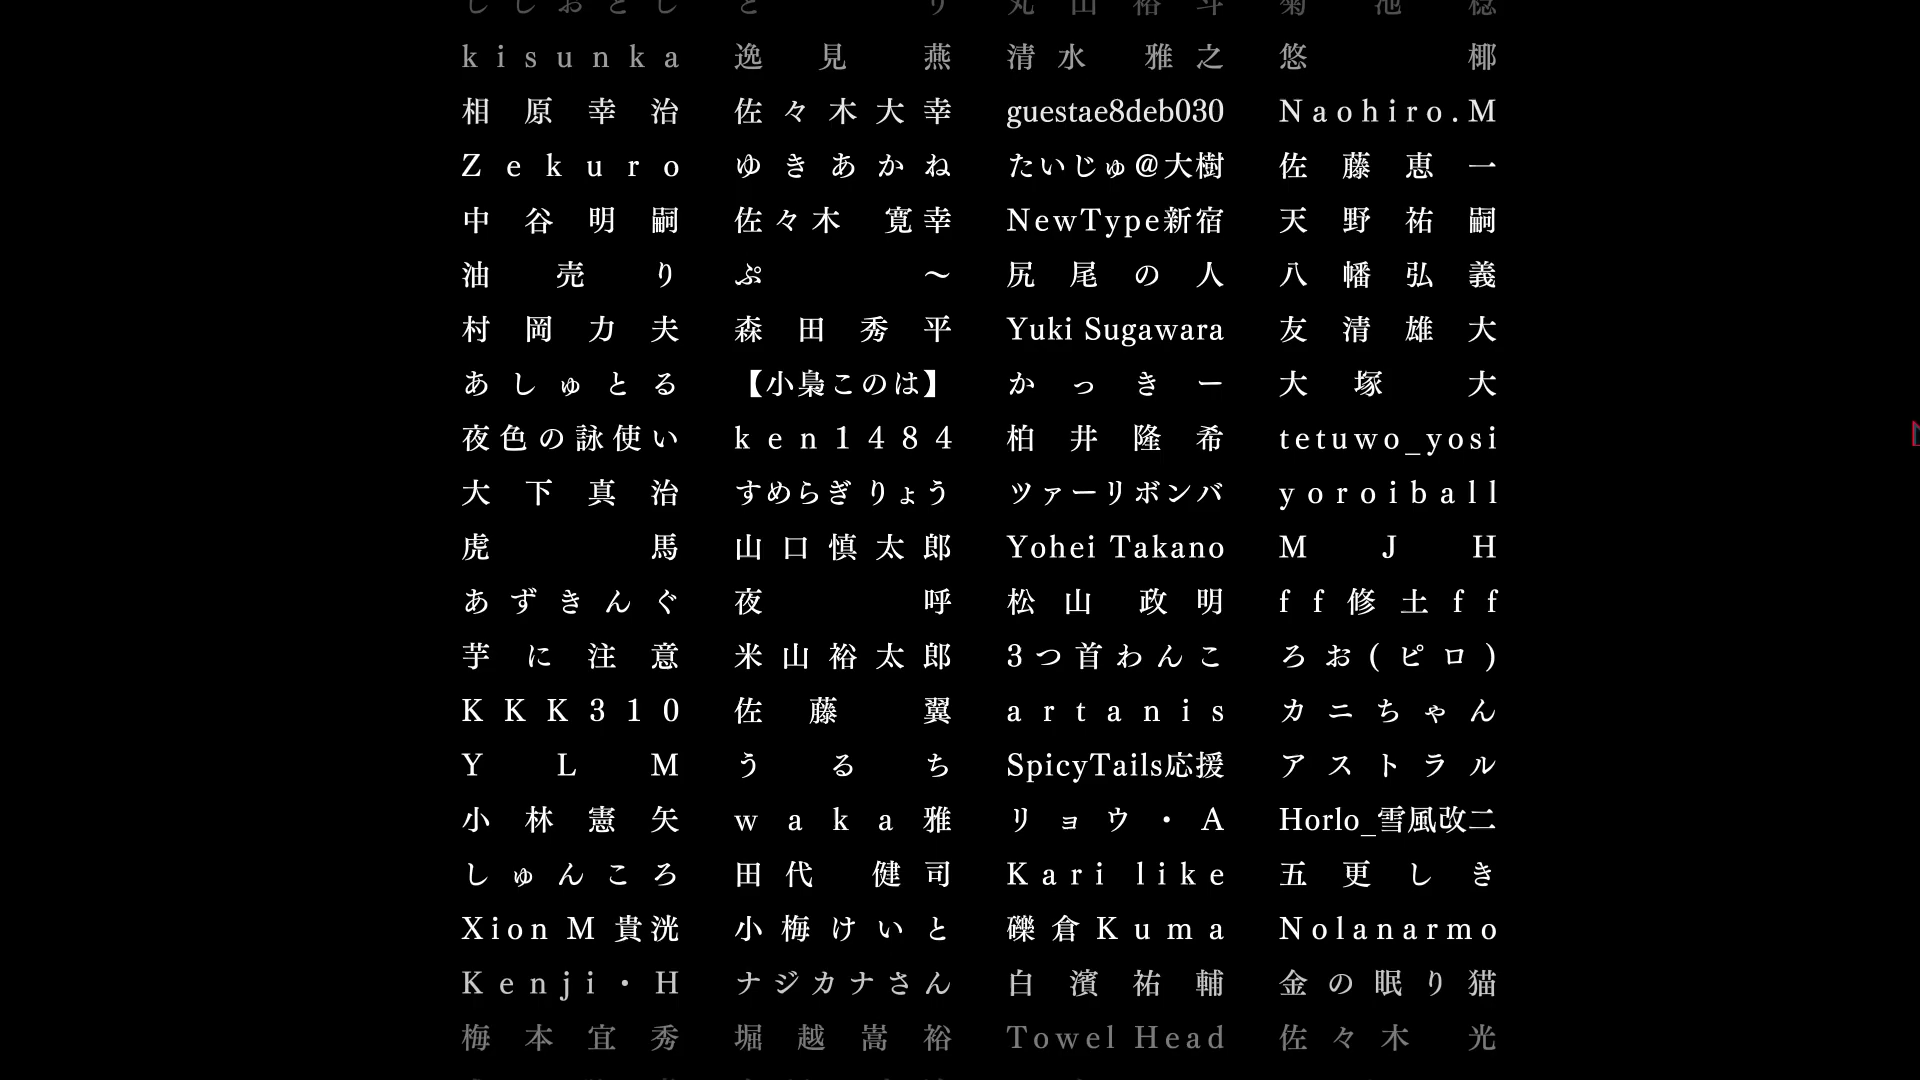 ししおどし とり 丸山裕斗 菊池稔
kisunka 逸見燕 清水 雅之 悠椰
相原幸治 佐々木大幸 guestae8deb030 Naohiro.M
Zekuro ゆきあかね たいじゅ@大樹 佐藤恵一
中谷明嗣 佐々木 寛幸 NewType新宿 天野祐嗣
油売り ぷ〜 尻尾の人 八幡弘義
村岡力夫 森田秀平 Yuki Sugawara 友清雄大
あしゅとる 【小梟このは】 かっきー 大塚 大
夜色の詠使い ken1484 柏井隆希 tetuwo_yosi
大下真治 すめらぎ りょう ツァーリボンバ yoroiball
虎馬 山口慎太郎 Yohei Takano MJH
あずきんぐ 夜呼 松山 政明 ff修土ff
芋に注意 米山裕太郎 3つ首わんこ ろお(ピロ)
KKK310 佐藤 翼 artanis カニちゃん
YLM うるち SpicyTails応援 アストラル
小林憲矢 waka雅 リョウ・A Horlo_雪風改二
しゅんころ 田代 健司 Kari like 五更しき
Xion M 貴洸 小梅けいと 礫倉Kuma Nolanarmo
Kenji・H ナジカナさん 白濱祐輔 金の眠り猫
梅本宜秀 堀越嵩裕 Towel Head 佐々木 光